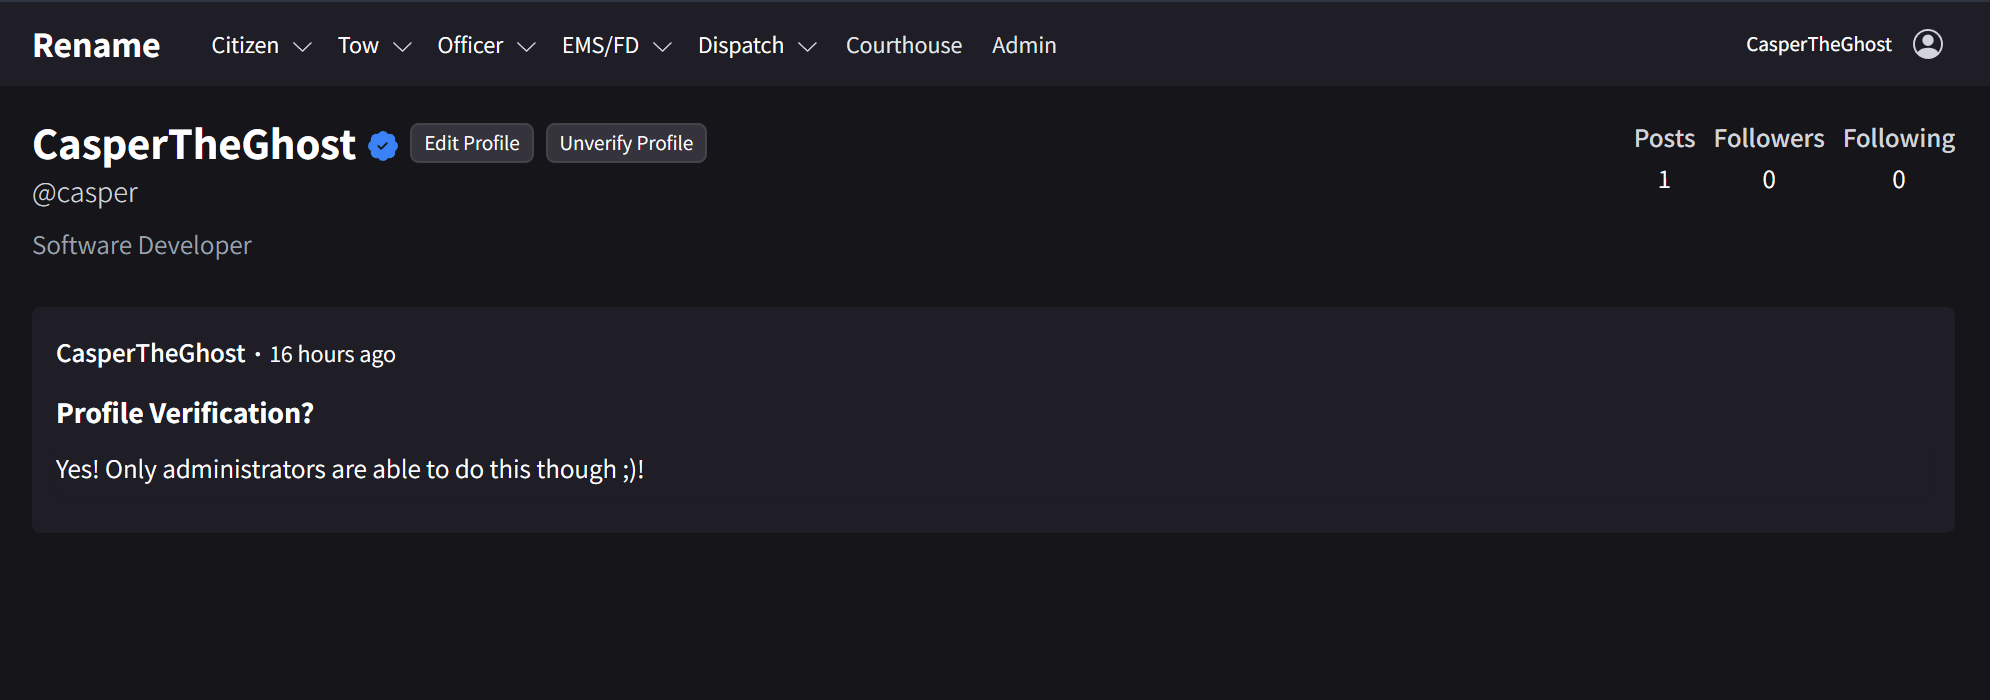 Rename Citizen Tow Officer EMS/FD Dispatch Courthouse Admin CasperTheGhost
CasperTheGhost Edit Profile Unverify Profile
@casper
Software Developer
Posts Followers Following
1 0 0
CasperTheGhost · 16 hours ago
Profile Verification?
Yes! Only administrators are able to do this though ;)!